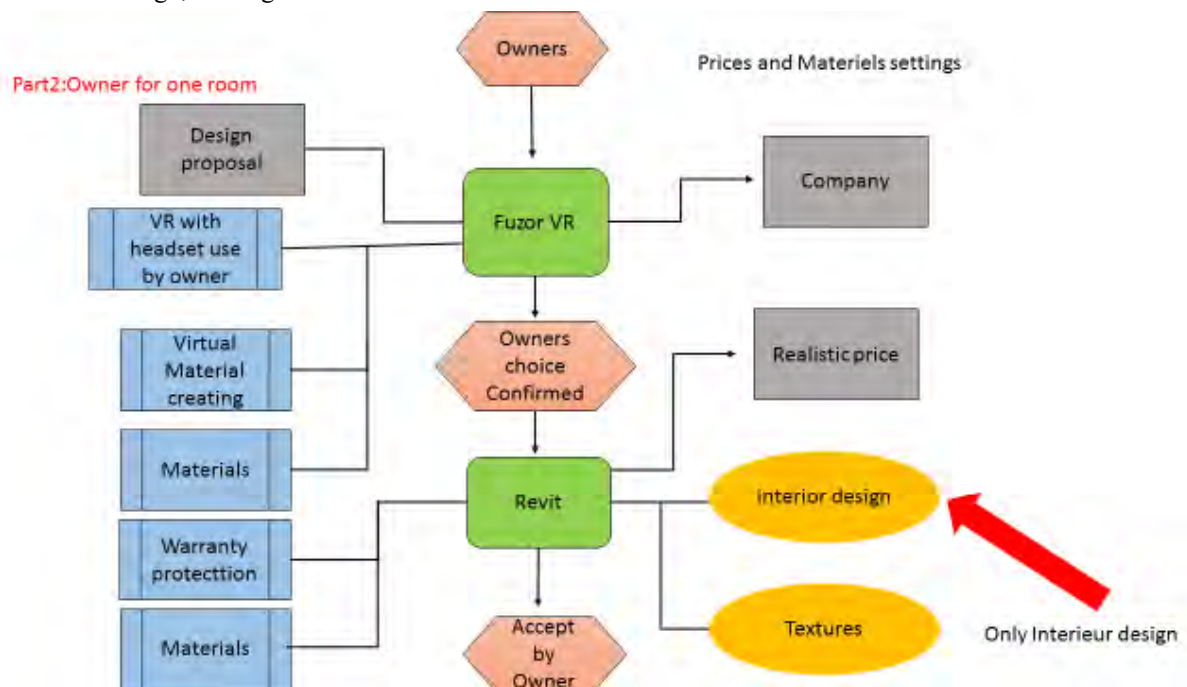 Owners
Prices and Materiels settings
Part2:Owner for one room
Design
proposal
Company
VR with
headset use
by owner
Fuzor VR
Virtual
Material
creating
Owners
choice
Confirmed
Realistic price
Materials
Revit
interior design
Warranty
protecttion
Materials
Accept
by
Owner
Textures
Only Interieur design